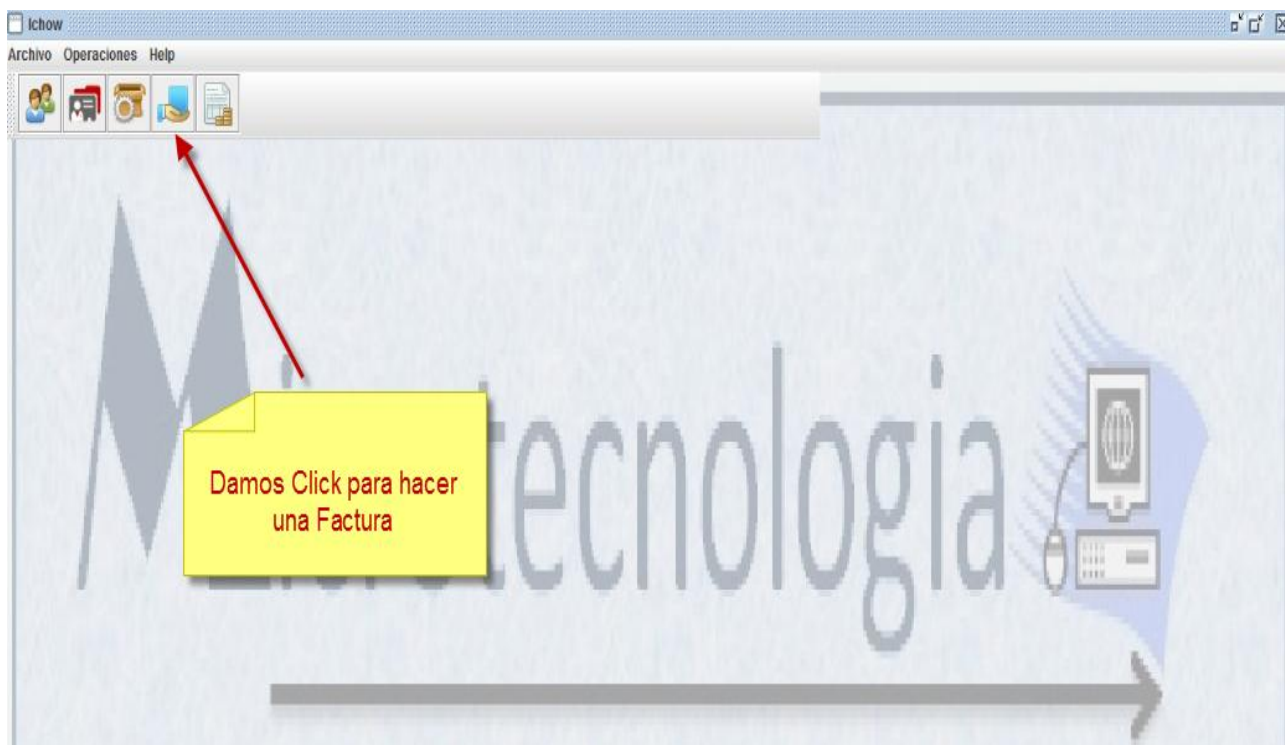 Ichow
Archivo Operaciones Help
Damos Click para hacer
una Factura
tecnologia